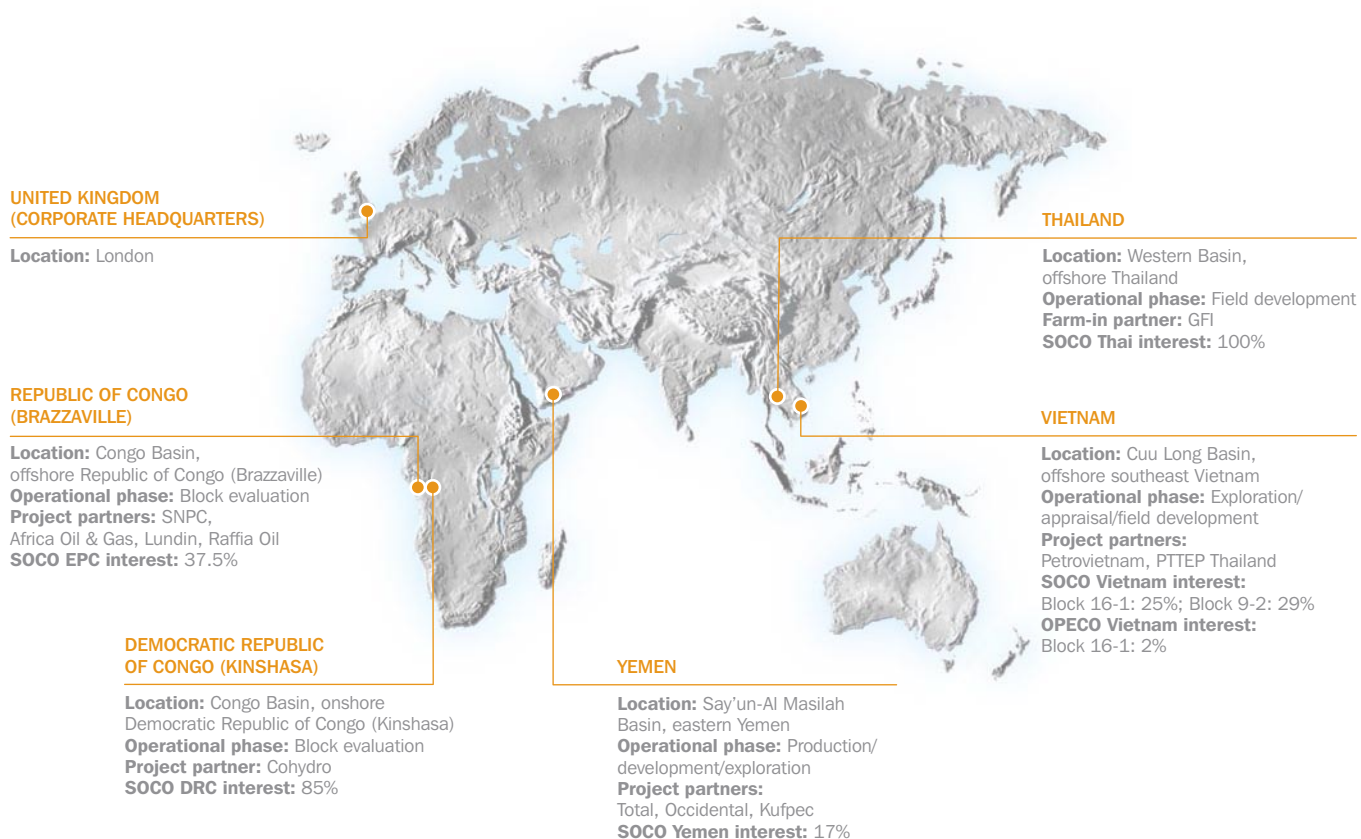 UNITED KINGDOM
(CORPORATE HEADQUARTERS)
Location: London
REPUBLIC OF CONGO
(BRAZZAVILLE)
Location: Congo Basin,
offshore Republic of Congo (Brazzaville)
Operational phase: Block evaluation
Project partners: SNPC,
Africa Oil & Gas, Lundin, Raffia Oil
SOCO EPC interest: 37.5%
DEMOCRATIC REPUBLIC
OF CONGO (KINSHASA)
Location: Congo Basin, onshore
Democratic Republic of Congo (Kinshasa)
Operational phase: Block evaluation
Project partner: Cohydro
SOCO DRC interest: 85%
YEMEN
Location: Say'un-Al Masilah
Basin, eastern Yemen
Operational phase: Production/
development/exploration
Project partners:
Total, Occidental, Kufpec
SOCO Yemen interest: 17%
THAILAND
Location: Western Basin,
offshore Thailand
Operational phase: Field development
Farm-in partner: GFI
SOCO Thai interest: 100%
VIETNAM
Location: Cuu Long Basin,
offshore southeast Vietnam
Operational phase: Exploration/
appraisal/field development
Project partners:
Petrovietnam, PTTEP Thailand
SOCO Vietnam interest:
Block 16-1: 25%; Block 9-2: 29%
OPECO Vietnam interest:
Block 16-1: 2%